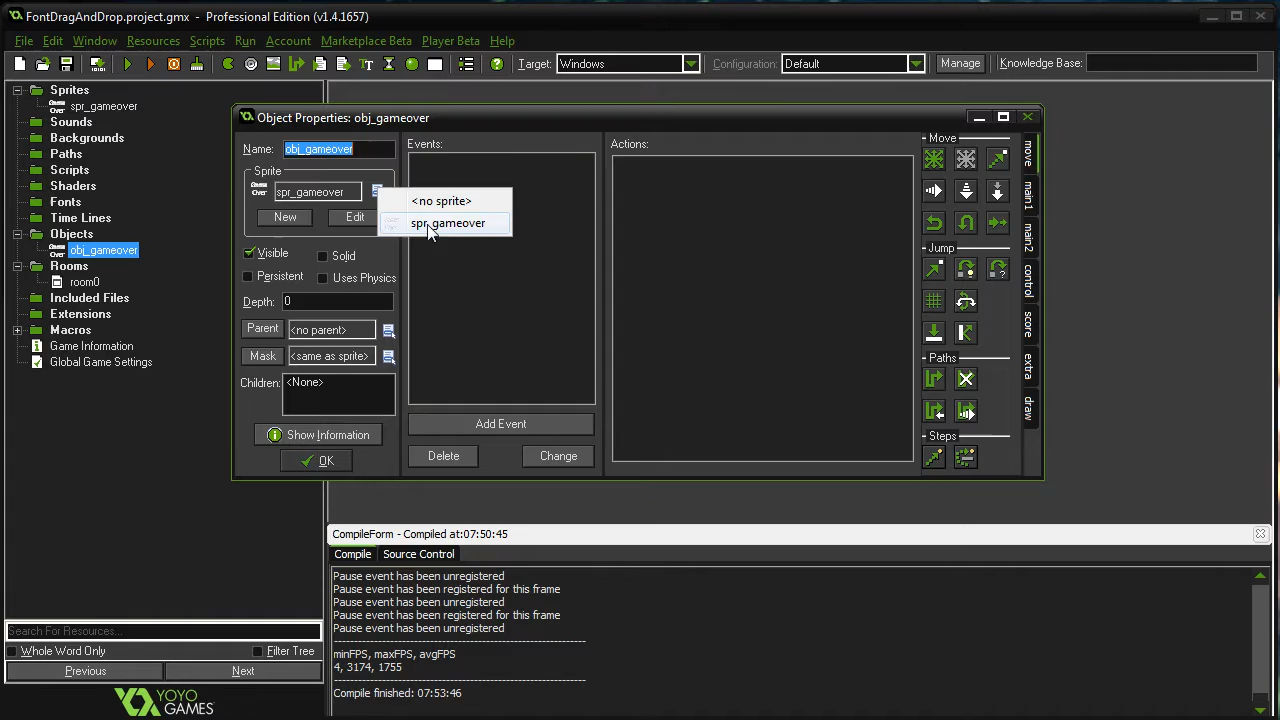 FontDragAndDrop.project.gmx - Professional Edition (v1.4.1657)
File Edit Window Resources Scripts Run Account Marketplace Beta Player Beta Help
Target: Windows Configuration: Default Manage Knowledge Base:
Sprites
spr_gameover
Sounds
Backgrounds
Paths
Scripts
Shaders
Fonts
Time Lines
Objects
obj_gameover
Rooms
room0
Included Files
Extensions
Macros
Game Information
Global Game Settings
Search For Resources...
Whole Word Only Filter Tree
Previous Next
YOYO
GAMES
Object Properties: obj_gameover
Name: obj_gameover
Sprite
spr_gameover
New Edit
<no sprite>
spr_gameover
Visible Solid
Persistent Uses Physics
Depth: 0
Parent <no parent>
Mask <same as sprite>
Children: <None>
Show Information
OK
Events:
Add Event
Delete Change
Actions:
Move
Jump
Paths
Steps
move
main1
main2
control
score
extra
draw
CompileForm - Compiled at:07:50:45
Compile Source Control
Pause event has been unregistered
Pause event has been registered for this frame
Pause event has been unregistered
Pause event has been registered for this frame
Pause event has been unregistered
minFPS, maxFPS, avgFPS
4, 3174, 1755
Compile finished: 07:53:46